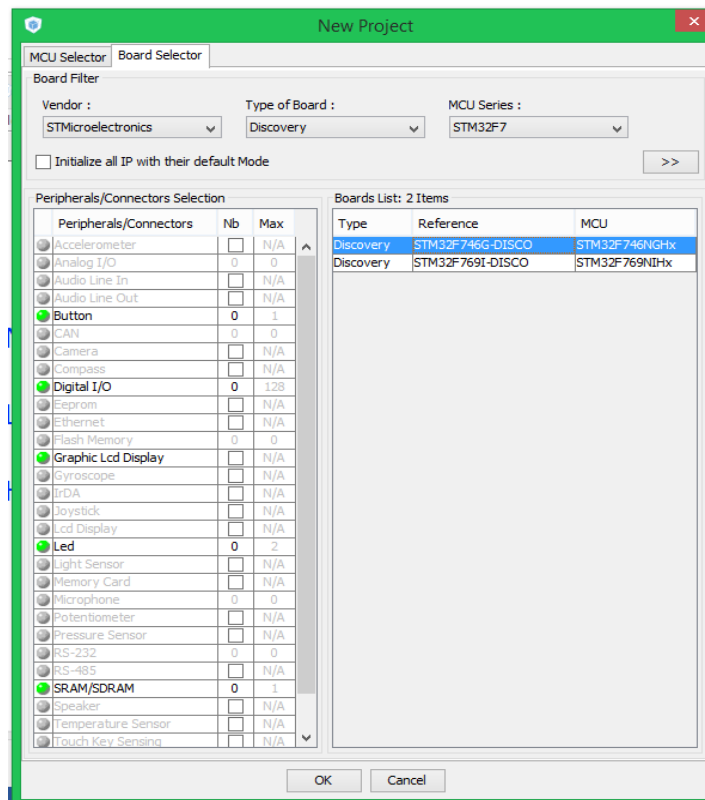 New Project
MCU Selector Board Selector
Board Filter
Vendor : Type of Board : MCU Series :
STMicroelectronics Discovery STM32F7
Initialize all IP with their default Mode >>
Peripherals/Connectors Selection Boards List: 2 Items
Peripherals/Connectors Nb Max Type Reference MCU
Accelerometer N/A Discovery STM32F746G-DISCO STM32F746NGHx
Analog I/O 0 0 Discovery STM32F769I-DISCO STM32F769NIHx
Audio Line In N/A
Audio Line Out N/A
Button 0 1
CAN 0 0
Camera N/A
Compass N/A
Digital I/O 0 128
Eeprom N/A
Ethernet N/A
Flash Memory 0 0
Graphic Lcd Display N/A
Gyroscope N/A
IrDA N/A
Joystick N/A
Lcd Display N/A
Led 0 2
Light Sensor N/A
Memory Card N/A
Microphone 0 0
Potentiometer N/A
Pressure Sensor N/A
RS-232 0 0
RS-485 N/A
SRAM/SDRAM 0 1
Speaker N/A
Temperature Sensor N/A
Touch Key Sensing N/A
OK Cancel